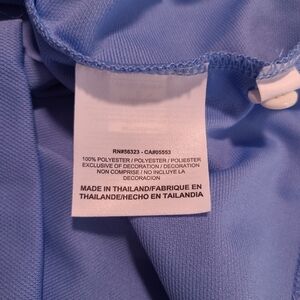 RN#56323 - CA#05553
100% POLYESTER / POLYESTER / POLIESTER
EXCLUSIVE OF DECORATION / DECORATION
NON COMPRISE / NO INCLUYE LA
DECORACION
MADE IN THAILAND/FABRIQUE EN
THAILANDE/HECHO EN TAILANDIA